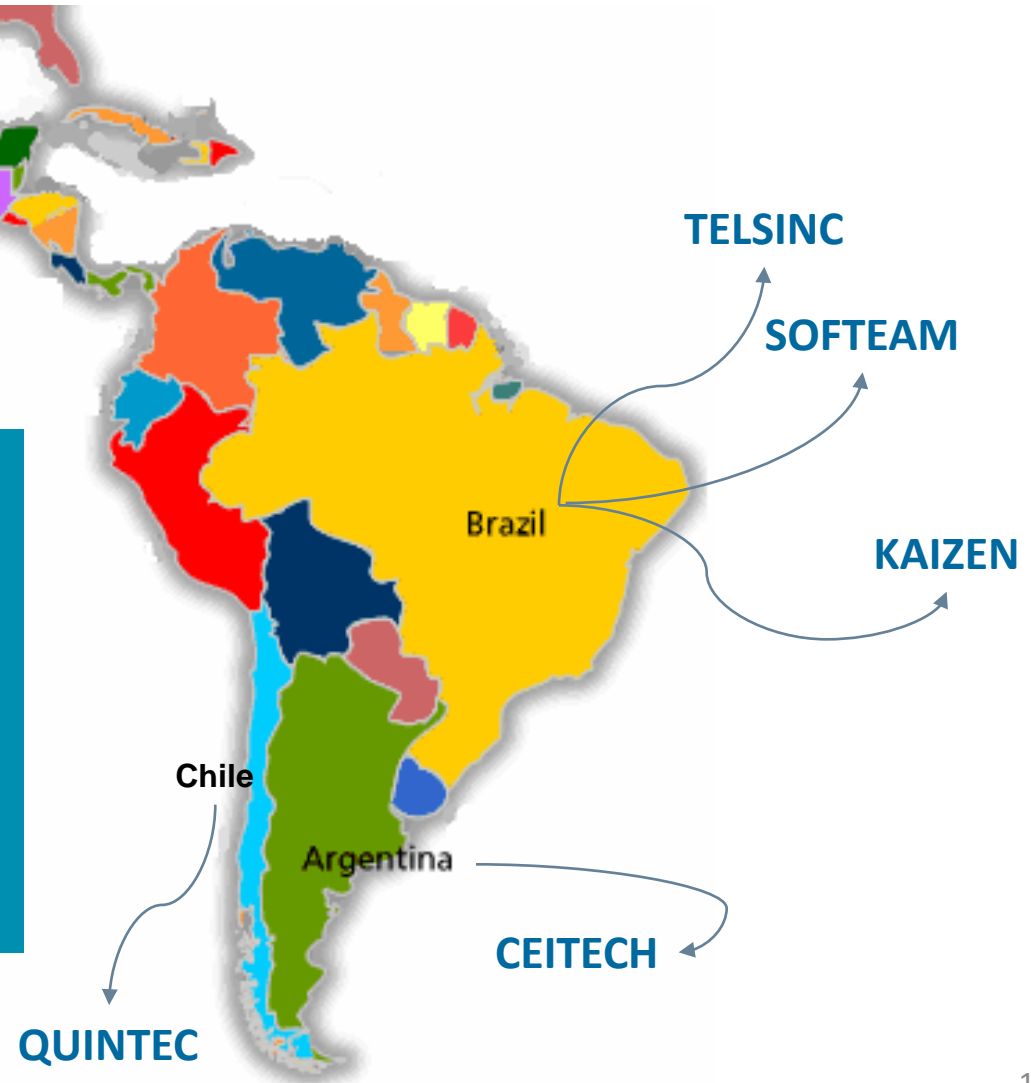 TELSINC
SOFTEAM
Brazil
KAIZEN
Chile
Argentina
CEITECH
QUINTEC